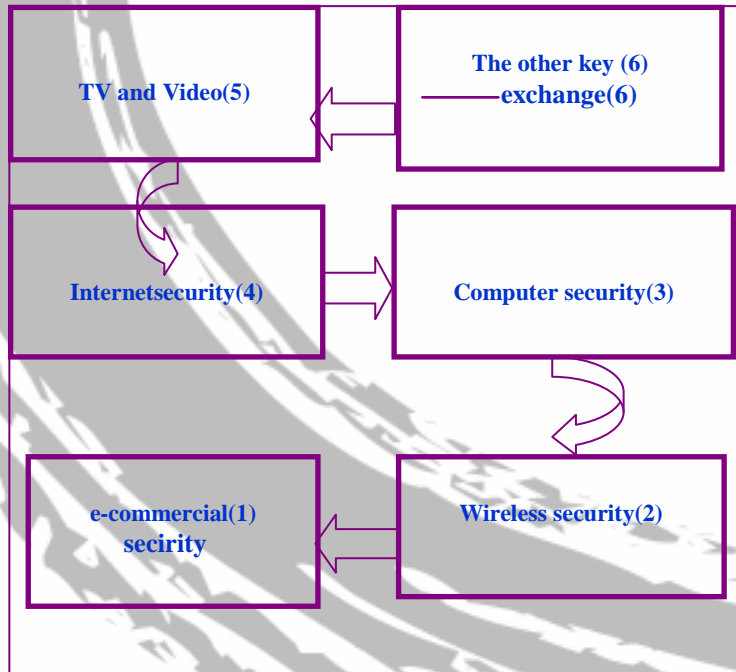 TV and Video(5)
The other key (6)
exchange(6)
Internetsecurity(4)
Computer security(3)
e-commercial(1)
secirity
Wireless security(2)